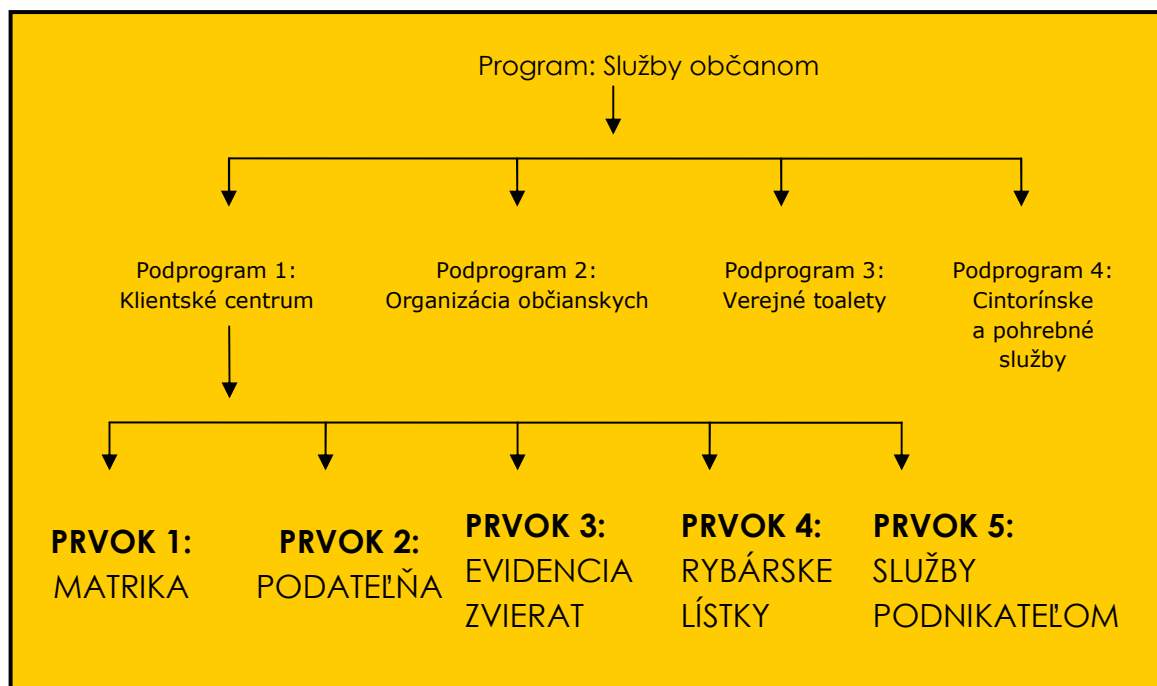 Program: Služby občanom
Podprogram 1:
Klientské centrum
Podprogram 2:
Organizácia občianskych
Podprogram 3:
Verejné toalety
Podprogram 4:
Cintorínske
a pohrebné
služby
PRVOK 1:
MATRIKA
PRVOK 2:
PODATEĽŇA
PRVOK 3:
EVIDENCIA
ZVIERAT
PRVOK 4:
RYBÁRSKE
LÍSTKY
PRVOK 5:
SLUŽBY
PODNIKATEĽOM